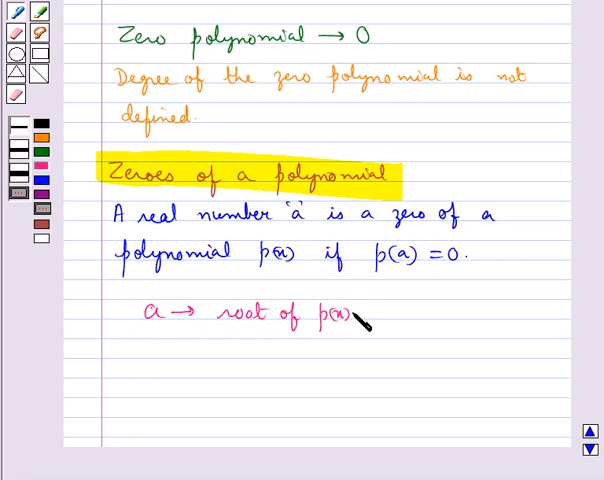 Zero polynomial → 0
Degree of the zero polynomial is not
defined.
Zeroes of a polynomial
A real number 'a' is a zero of a
polynomial p(x) if p(a) = 0.
a → root of p(x)